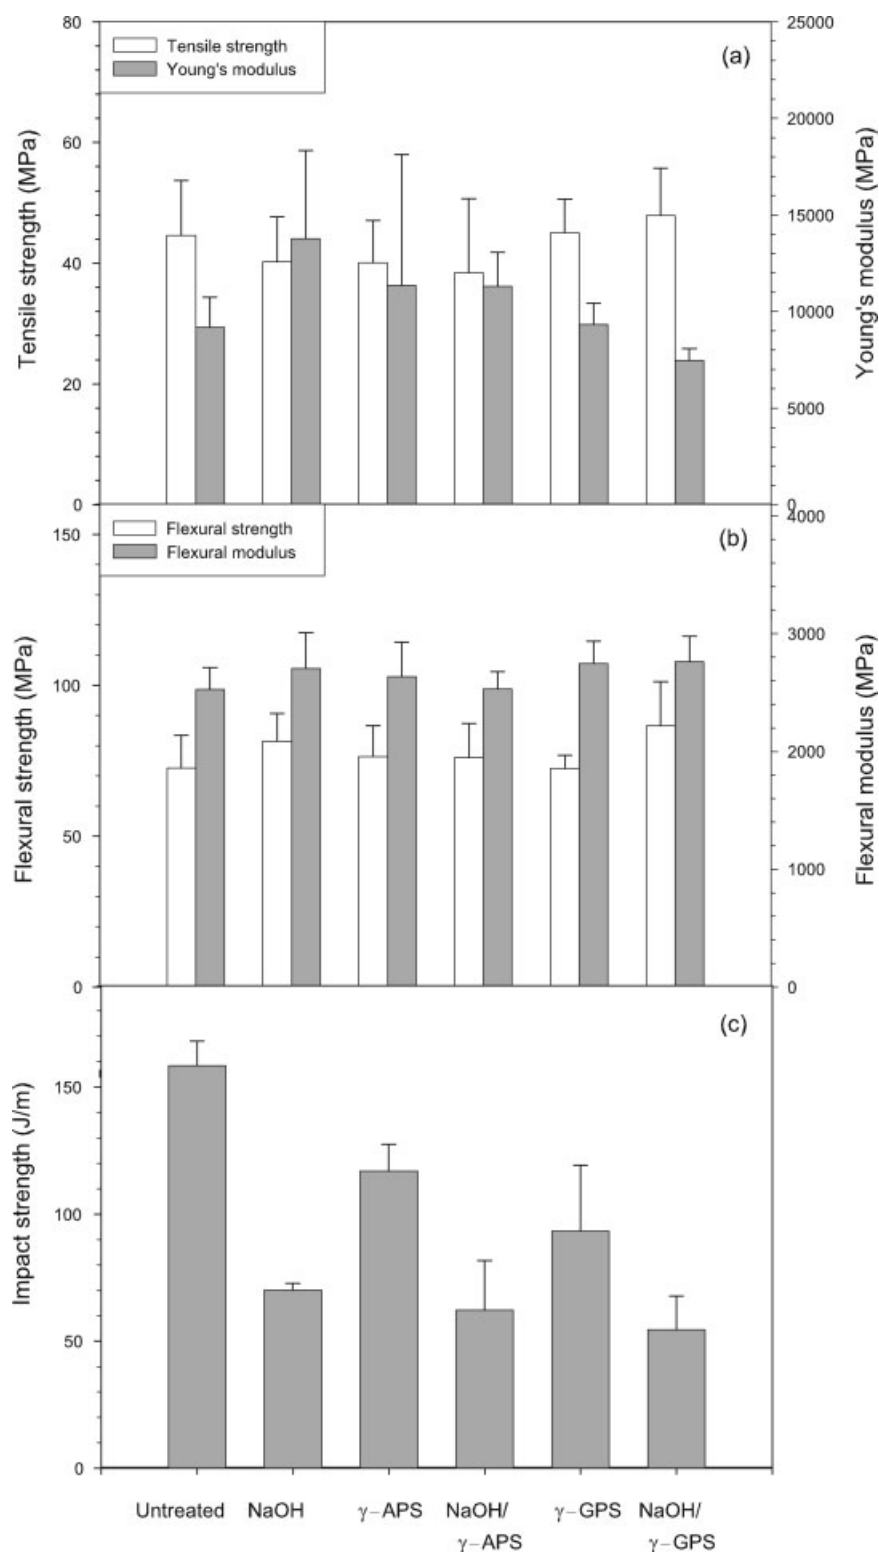 80
60
40
20
0
Tensile strength (MPa)
Tensile strength
Young's modulus
(a)
25000
20000
15000
10000
5000
0
Young's modulus (MPa)
150
100
50
0
Flexural strength (MPa)
Flexural strength
Flexural modulus
(b)
4000
3000
2000
1000
0
Flexural modulus (MPa)
(c)
150
100
50
0
Impact strength (J/m)
Untreated
NaOH
γ–APS
NaOH/
γ–APS
γ–GPS
NaOH/
γ–GPS